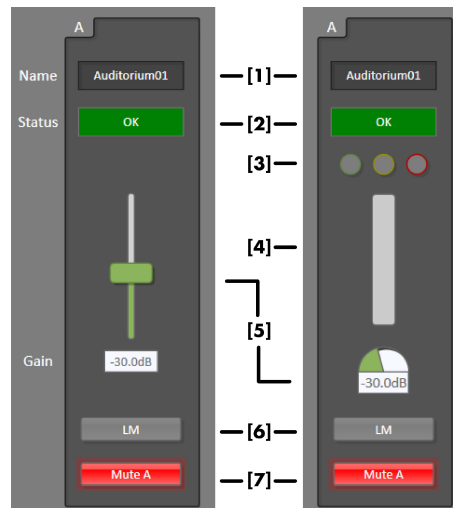 A A
Name Auditorium01 [1] Auditorium01
Status OK [2] OK
[3]
[4]
[5]
Gain -30.0dB -30.0dB
LM [6] LM
Mute A [7] Mute A